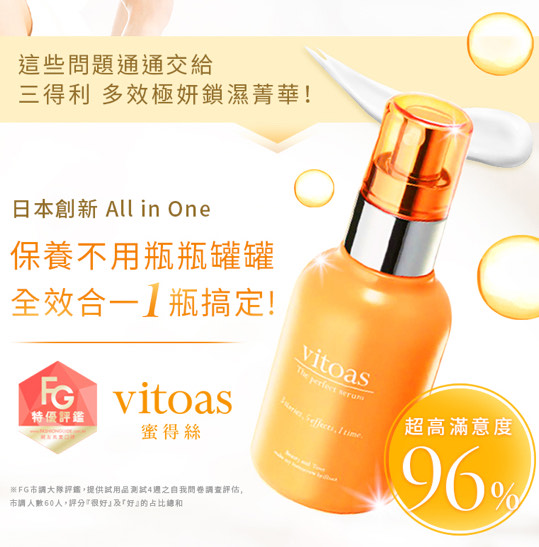 這些問題通通交給
三得利 多效極妍鎖濕菁華!
日本創新 All in One
保養不用瓶瓶罐罐
全效合一1瓶搞定!
FG
特優評鑑
vitoas
蜜得絲
vitoas
The perfect serum
超高滿意度
96%
※FG市調大隊評鑑,提供試用品測試4週之自我問卷調查評估,
市調人數60人,評分『很好』及『好』的占比總和